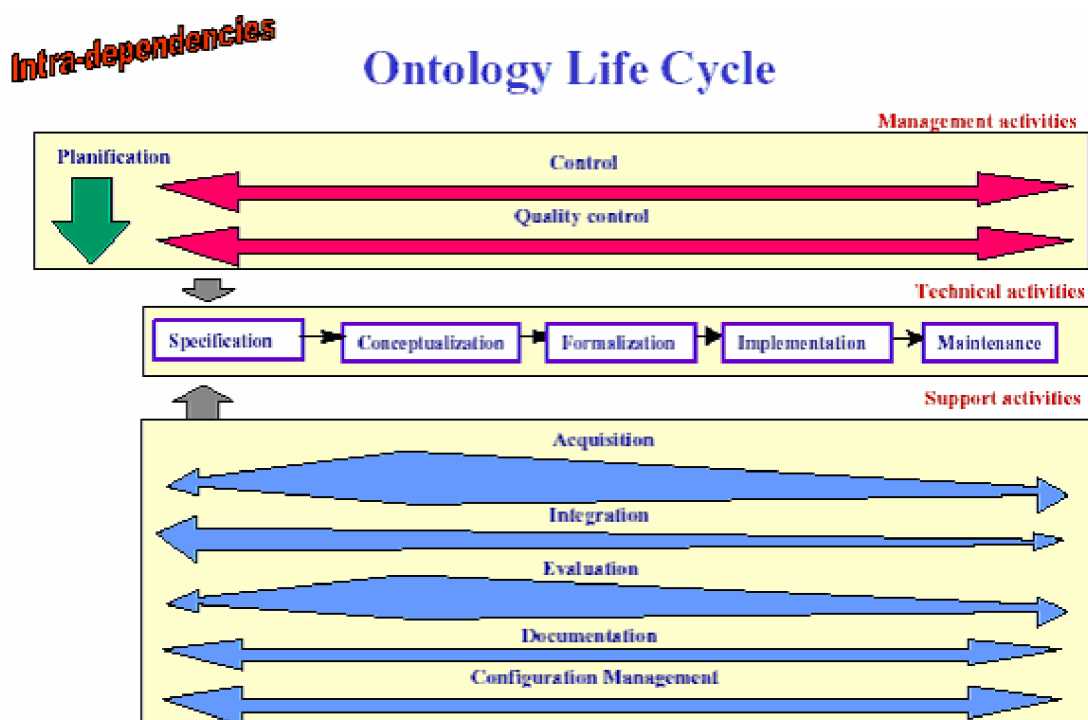 Intra-dependencies
Ontology Life Cycle
Management activities
Planification
Control
Quality control
Technical activities
Specification
Conceptualization
Formalization
Implementation
Maintenance
Support activities
Acquisition
Integration
Evaluation
Documentation
Configuration Management